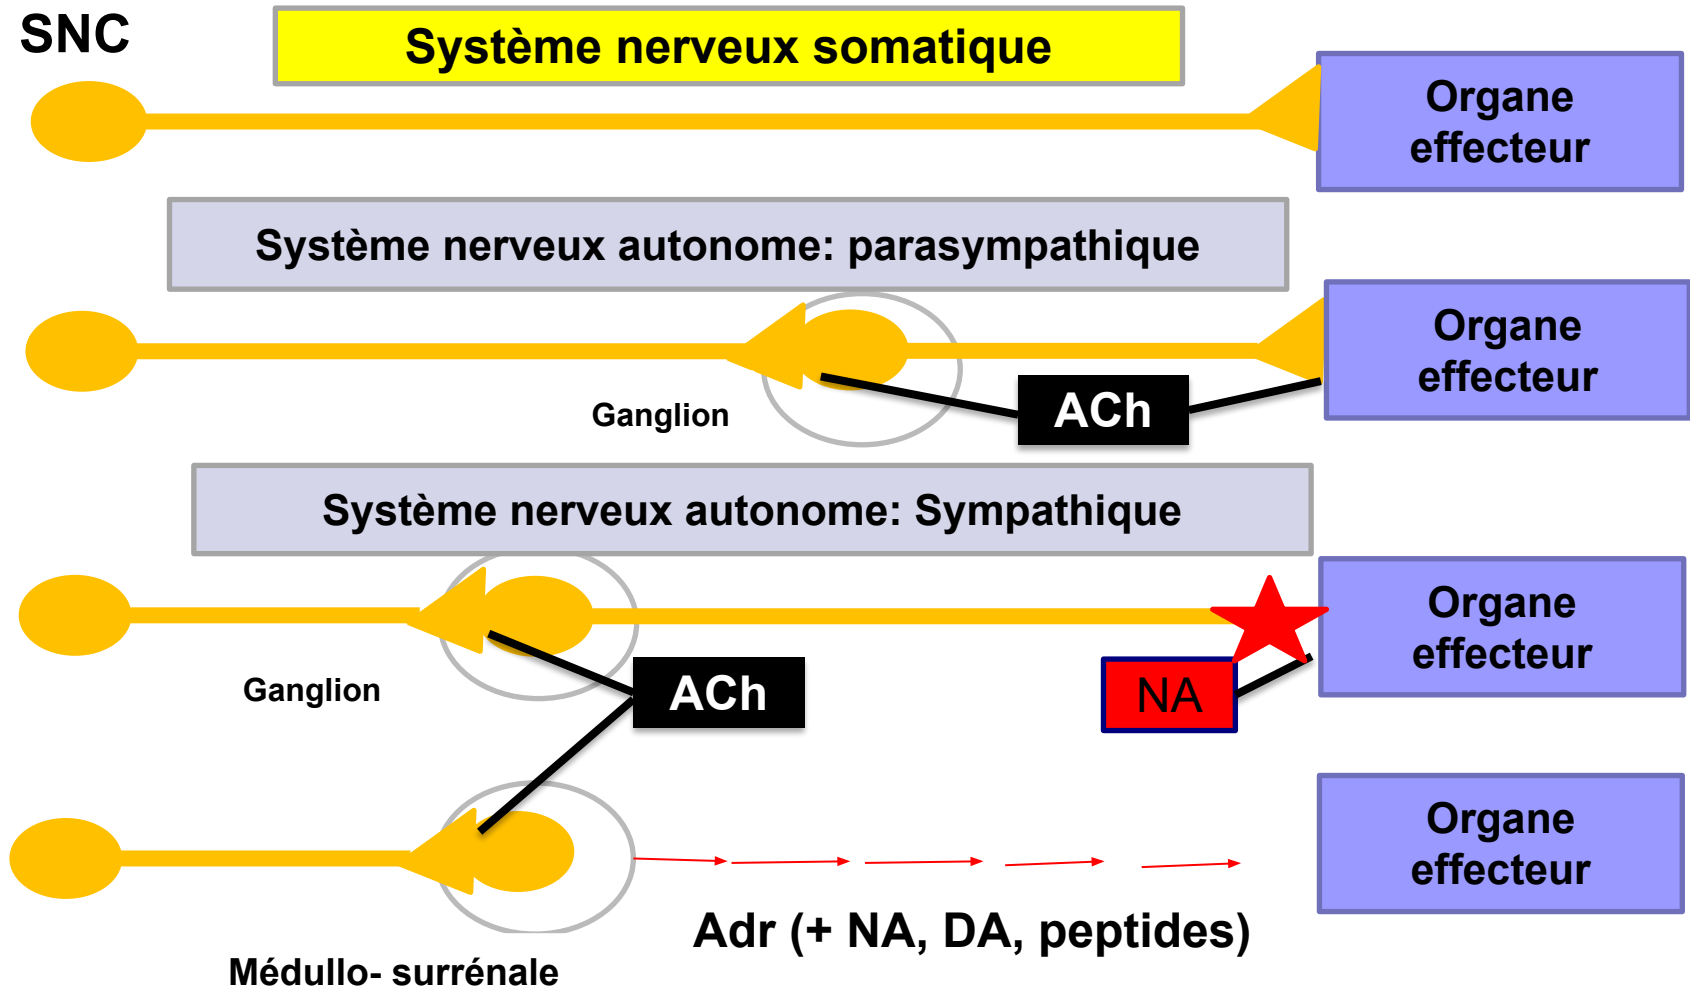 SNC
Système nerveux somatique
Organe
effecteur
Système nerveux autonome: parasympathique
Organe
effecteur
Ganglion
ACh
Système nerveux autonome: Sympathique
Organe
effecteur
Ganglion
ACh
NA
Organe
effecteur
Adr (+ NA, DA, peptides)
Médullo- surrénale